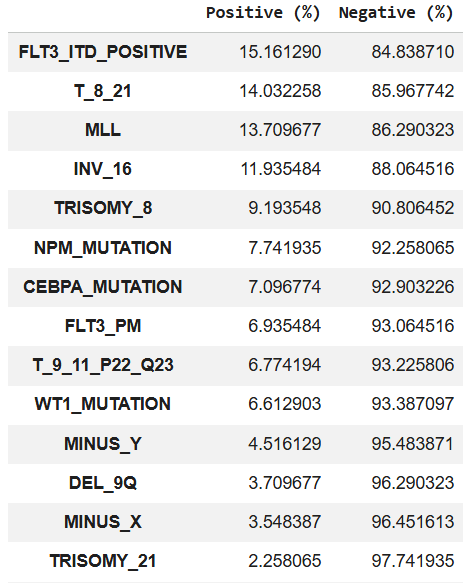 Positive (%) Negative (%)
FLT3_ITD_POSITIVE 15.161290 84.838710
T_8_21 14.032258 85.967742
MLL 13.709677 86.290323
INV_16 11.935484 88.064516
TRISOMY_8 9.193548 90.806452
NPM_MUTATION 7.741935 92.258065
CEBPA_MUTATION 7.096774 92.903226
FLT3_PM 6.935484 93.064516
T_9_11_P22_Q23 6.774194 93.225806
WT1_MUTATION 6.612903 93.387097
MINUS_Y 4.516129 95.483871
DEL_9Q 3.709677 96.290323
MINUS_X 3.548387 96.451613
TRISOMY_21 2.258065 97.741935